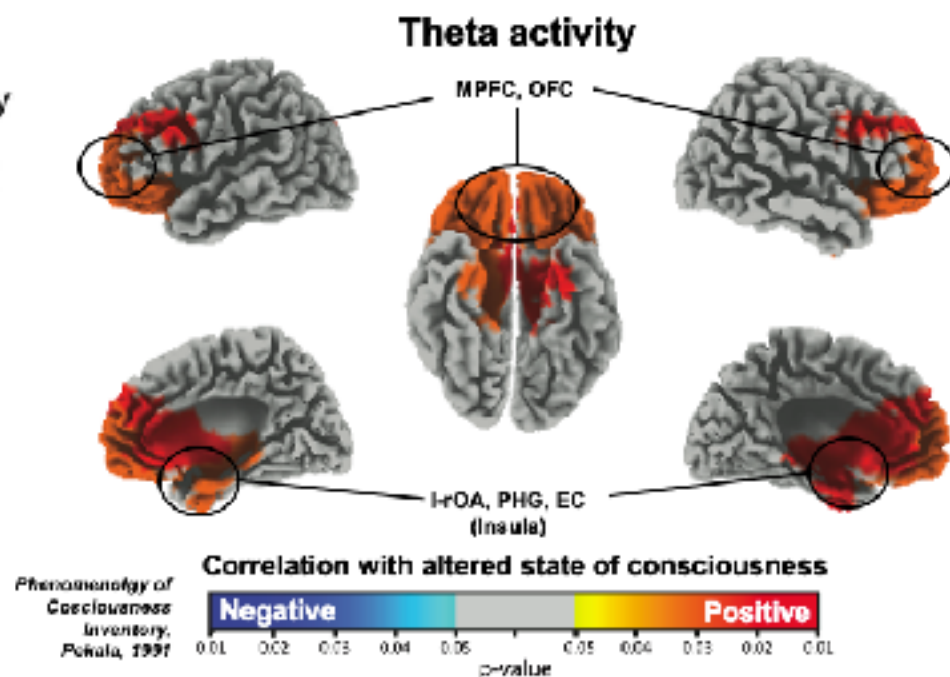 Theta activity
y
MPFC, OFC
l-rOA, PHG, EC
(Insula)
Correlation with altered state of consciousness
Phenomenolgy of
Cosciousness
Inventory,
Pekala, 1991
Negative
Positive
0.01 0.02 0.03 0.04 0.05 0.05 0.04 0.03 0.02 0.01
p-value